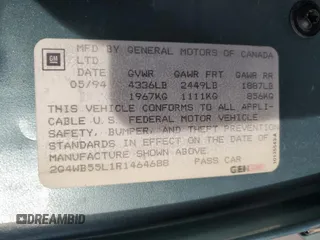 GM MFD BY GENERAL MOTORS OF CANADA
LTD
DATE GVWR GAWR FRT GAWR RR
05/94 4336LB 2449LB 1887LB
1967KG 1111KG 856KG
THIS VEHICLE CONFORMS TO ALL APPLI-
CABLE U.S. FEDERAL MOTOR VEHICLE
SAFETY, BUMPER, AND THEFT PREVENTION
STANDARDS IN EFFECT ON THE DATE OF
MANUFACTURE SHOWN ABOVE.
2G4WB55L1R1464688 PASS CAR